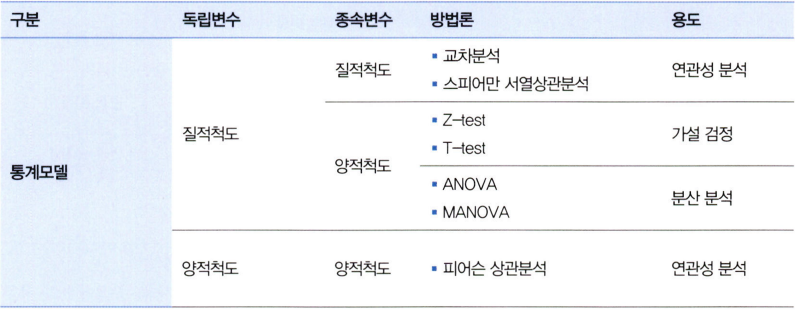 구분 독립변수 종속변수 방법론 용도
통계모델
질적척도
질적척도
▪ 교차분석
▪ 스피어만 서열상관분석
연관성 분석
양적척도
▪ Z-test
▪ T-test
가설 검정
▪ ANOVA
▪ MANOVA
분산 분석
양적척도 양적척도 ▪ 피어슨 상관분석 연관성 분석